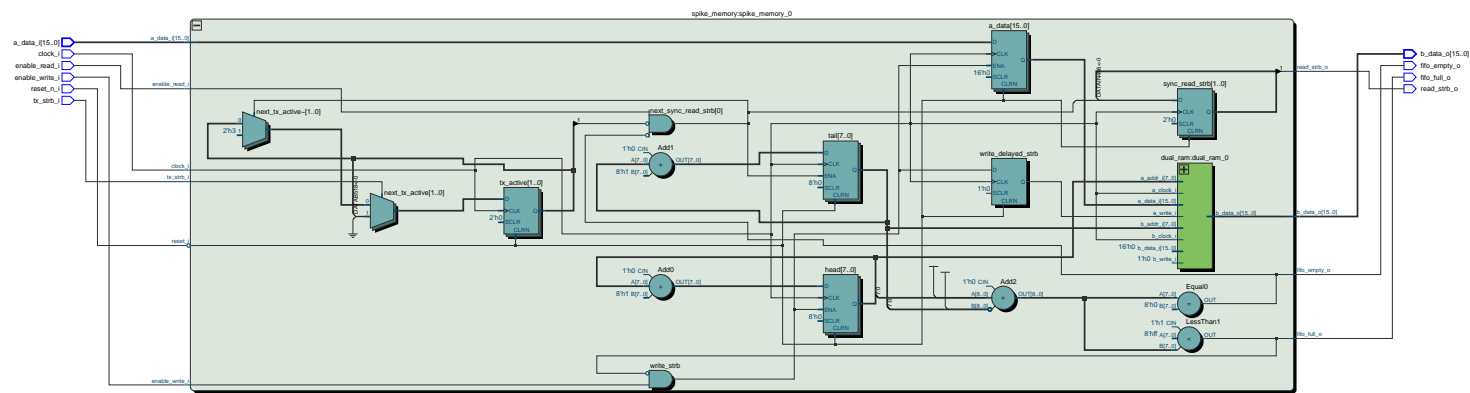 spike_memory:spike_memory_0
a_data_i[15..0]
clock_i
enable_read_i
enable_write_i
reset_n_i
tx_strb_i
a_data_i[15..0]
enable_read_i
clock_i
tx_strb_i
reset_i
enable_write_i
next_tx_active~[1..0]
0
2'h3 1
next_tx_active[1..0]
0
1
tx_active[1..0]
D
CLK
2'h0 SCLR
CLRN
Q
1
next_sync_read_strb[0]
Add1
1'h0 CIN
A[7..0]
8'h1 B[7..0]
+
OUT[7..0]
tail[7..0]
D
CLK
ENA
8'h0 SCLR
CLRN
Q
Add0
1'h0 CIN
A[7..0]
8'h1 B[7..0]
+
OUT[7..0]
head[7..0]
D
CLK
ENA
8'h0 SCLR
CLRN
Q
7:0
write_strb
a_data[15..0]
D
CLK
ENA
16'h0 SCLR
CLRN
Q
write_delayed_strb
D
CLK
1'h0 SCLR
CLRN
Q
Add2
1'h0 CIN
A[8..0]
B[8..0]
+
OUT[8..0]
sync_read_strb[1..0]
D
CLK
2'h0 SCLR
CLRN
Q
1
dual_ram:dual_ram_0
a_addr_i[7..0]
a_clock_i
a_data_i[15..0]
a_write_i
b_addr_i[7..0]
b_clock_i
16'h0 b_data_i[15..0]
1'h0 b_write_i
b_data_o[15..0]
Equal0
A[7..0]
8'h0 B[7..0]
=
OUT
LessThan1
1'h1 CIN
8'hff A[7..0]
B[7..0]
<
OUT
read_strb_o
b_data_o[15..0]
fifo_empty_o
fifo_full_o
b_data_o[15..0]
fifo_empty_o
fifo_full_o
read_strb_o